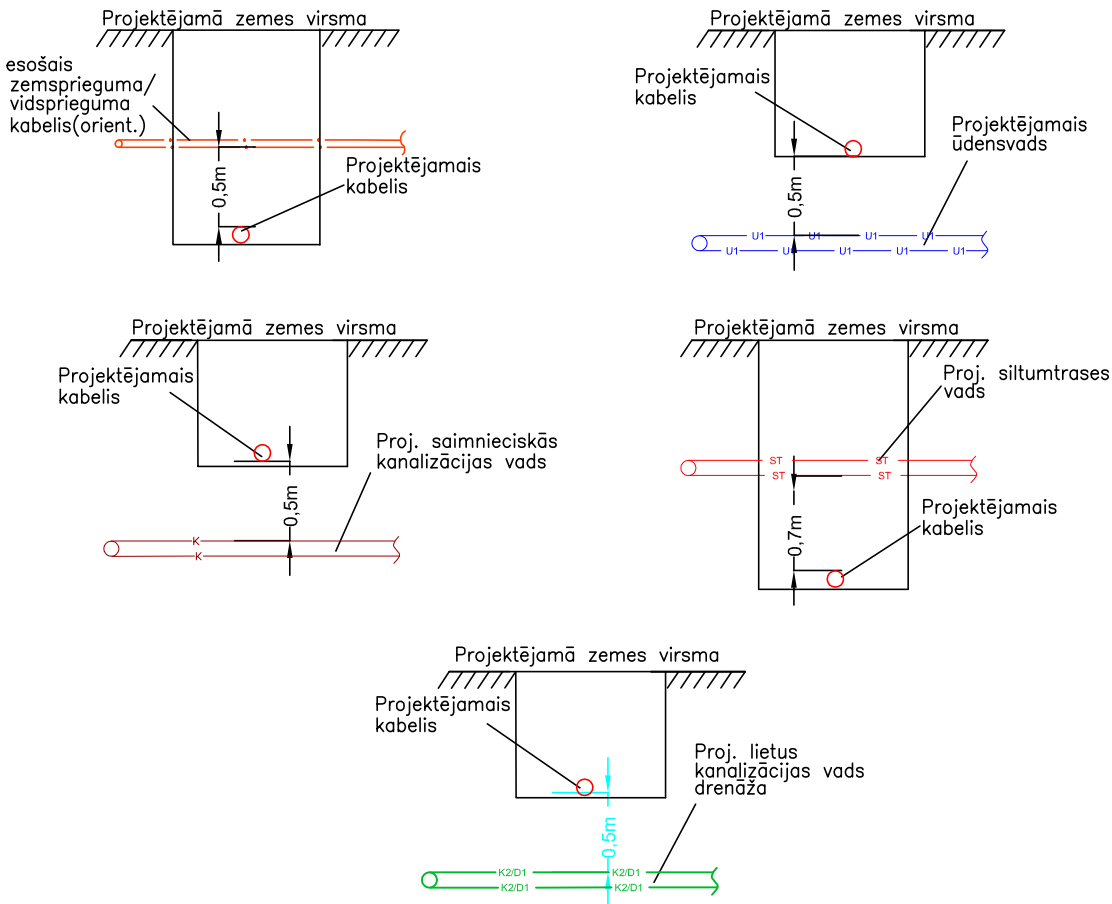 Projektējamā zemes virsma
esošais
zemsprieguma/
vidsprieguma
kabelis(orient.)
0,5m
Projektējamais
kabelis
Projektējamā zemes virsma
Projektējamais
kabelis
Projektējamais
ūdensvads
0,5m
U1 U1 U1 U1
U1 U1 U1 U1 U1
Projektējamā zemes virsma
Projektējamais
kabelis
Proj. saimnieciskās
kanalizācijas vads
0,5m
K
K
Projektējamā zemes virsma
Proj. siltumtrases
vads
ST ST
ST ST
Projektējamais
kabelis
0,7m
Projektējamā zemes virsma
Projektējamais
kabelis
Proj. lietus
kanalizācijas vads
drenāža
0,5m
K2/D1 K2/D1
K2/D1 K2/D1